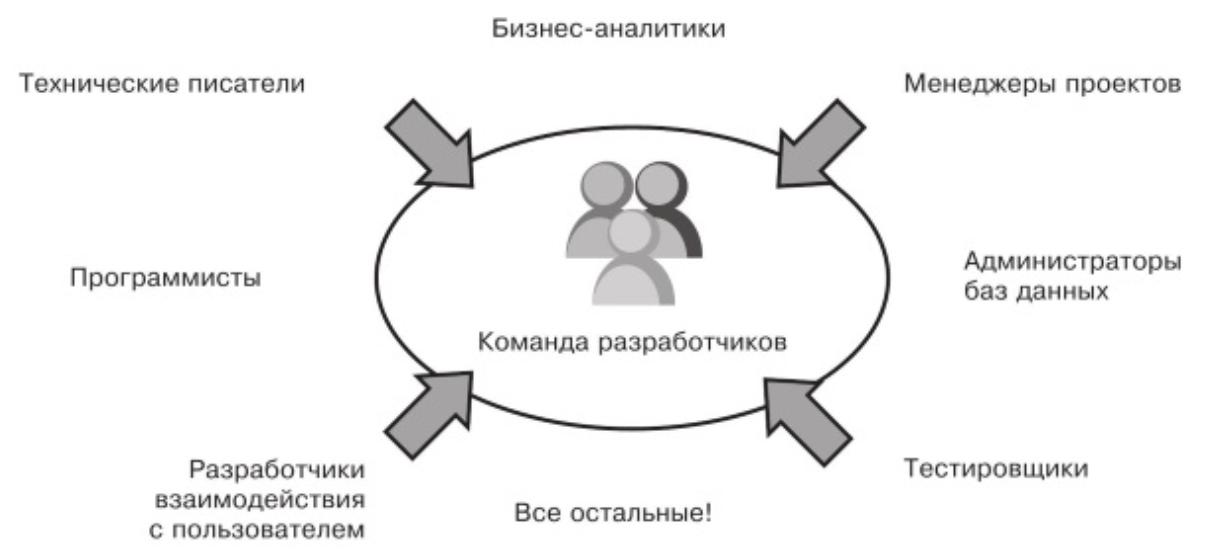 Бизнес-аналитики
Технические писатели
Менеджеры проектов
Программисты
Администраторы
баз данных
Команда разработчиков
Разработчики
взаимодействия
с пользователем
Тестировщики
Все остальные!